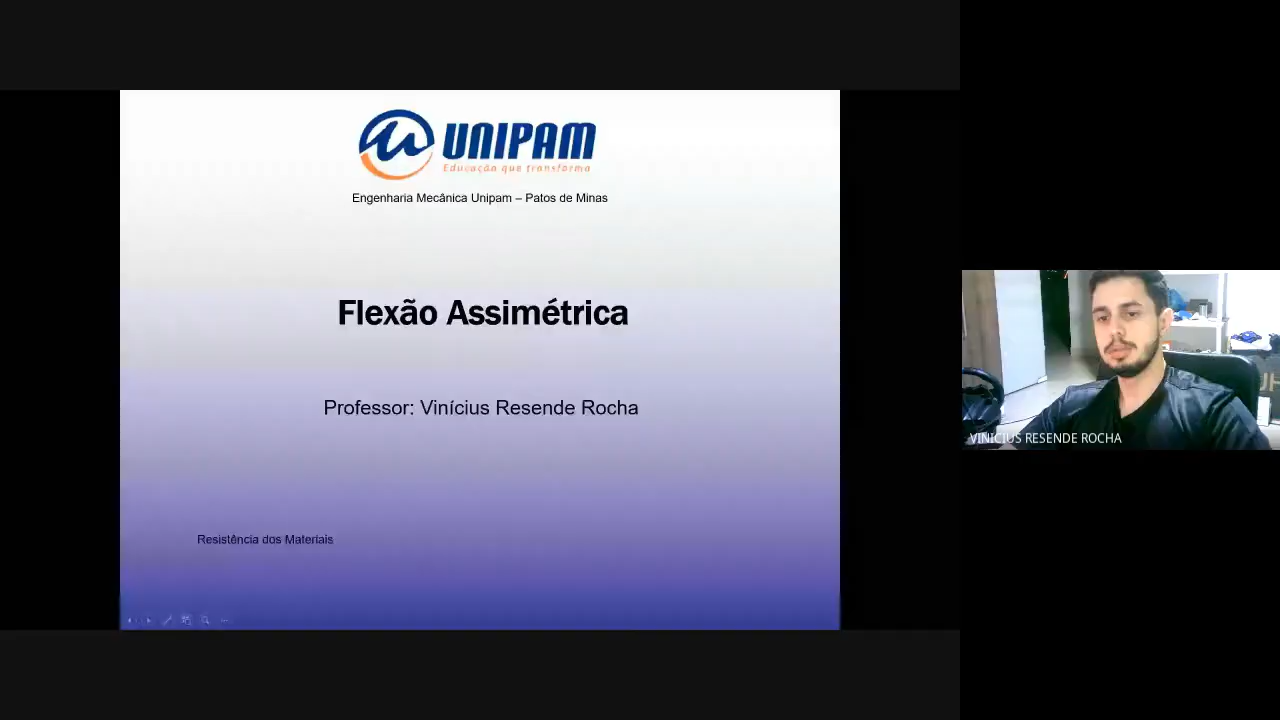 UNIPAM
Educação que transforma
Engenharia Mecânica Unipam – Patos de Minas
Flexão Assimétrica
Professor: Vinícius Resende Rocha
Resistência dos Materiais
VINICIUS RESENDE ROCHA